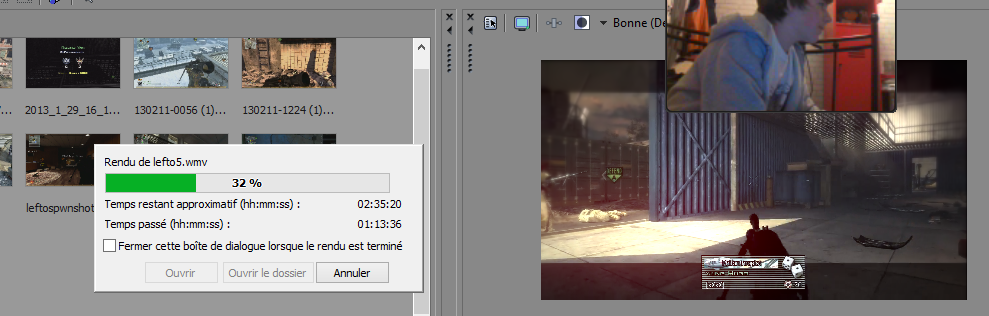 Bonne (De
2013_1_29_16_1...
130211-0056 (1)...
130211-1224 (1)...
leftospwnshot
Rendu de lefto5.wmv
32 %
Temps restant approximatif (hh:mm:ss) : 02:35:20
Temps passé (hh:mm:ss) : 01:13:36
Fermer cette boîte de dialogue lorsque le rendu est terminé
Ouvrir Ouvrir le dossier Annuler
DEFEND